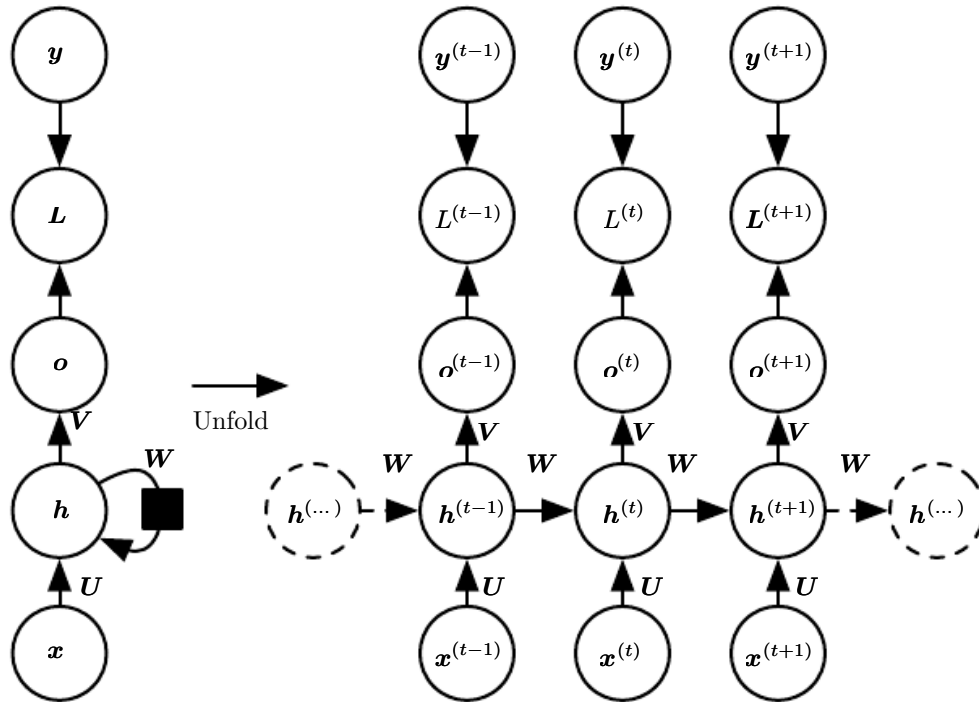 y y^(t−1) y^(t) y^(t+1)
L L^(t−1) L^(t) L^(t+1)
o o^(t−1) o^(t) o^(t+1)
Unfold
V V V V
W W W W W
h h^(...) h^(t−1) h^(t) h^(t+1) h^(...)
U U U U
x x^(t−1) x^(t) x^(t+1)